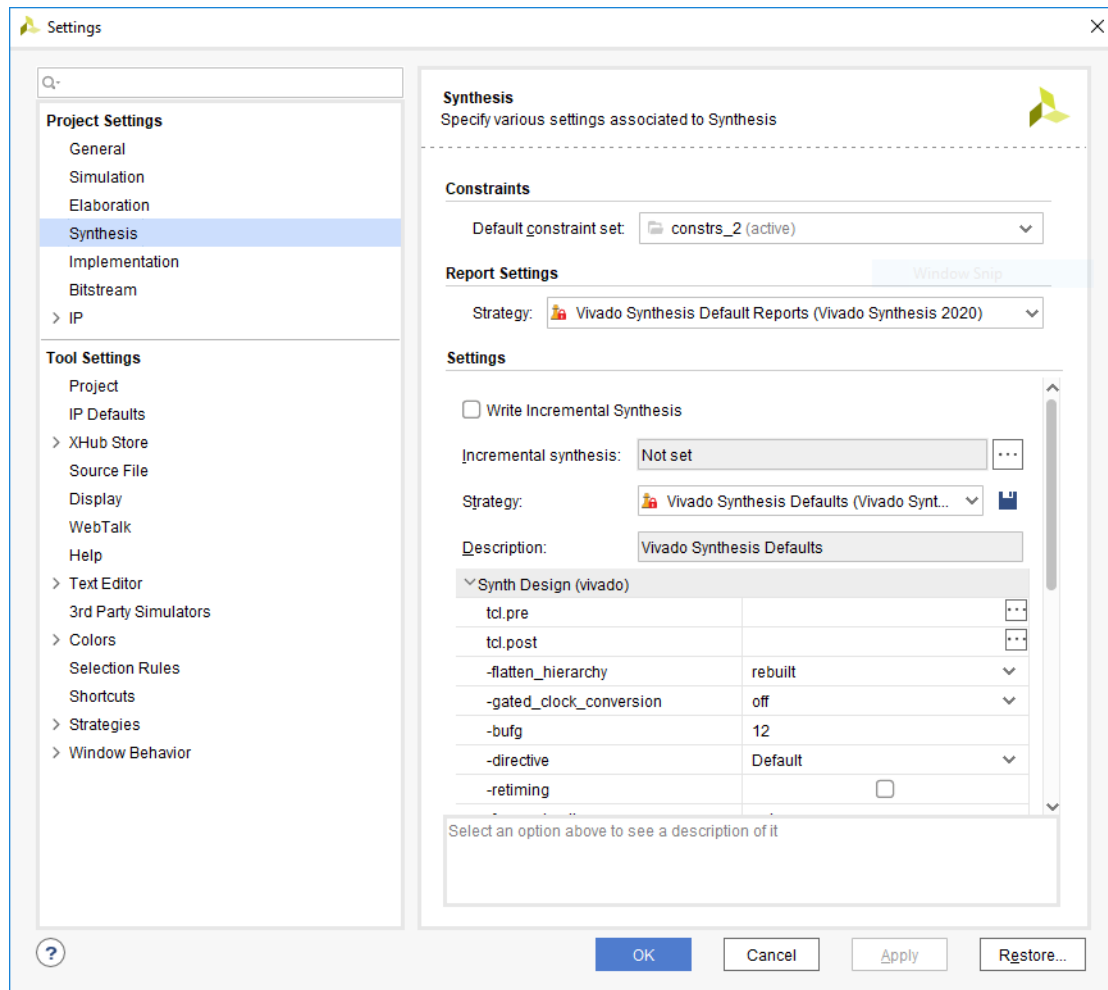 Settings
Project Settings
General
Simulation
Elaboration
Synthesis
Implementation
Bitstream
IP
Tool Settings
Project
IP Defaults
XHub Store
Source File
Display
WebTalk
Help
Text Editor
3rd Party Simulators
Colors
Selection Rules
Shortcuts
Strategies
Window Behavior
Synthesis
Specify various settings associated to Synthesis
Constraints
Default constraint set: constrs_2 (active)
Report Settings
Window Snip
Strategy: Vivado Synthesis Default Reports (Vivado Synthesis 2020)
Settings
Write Incremental Synthesis
Incremental synthesis: Not set ...
Strategy: Vivado Synthesis Defaults (Vivado Synt...
Description: Vivado Synthesis Defaults
Synth Design (vivado)
tcl.pre ...
tcl.post ...
-flatten_hierarchy rebuilt
-gated_clock_conversion off
-bufg 12
-directive Default
-retiming
Select an option above to see a description of it
? OK Cancel Apply Restore...